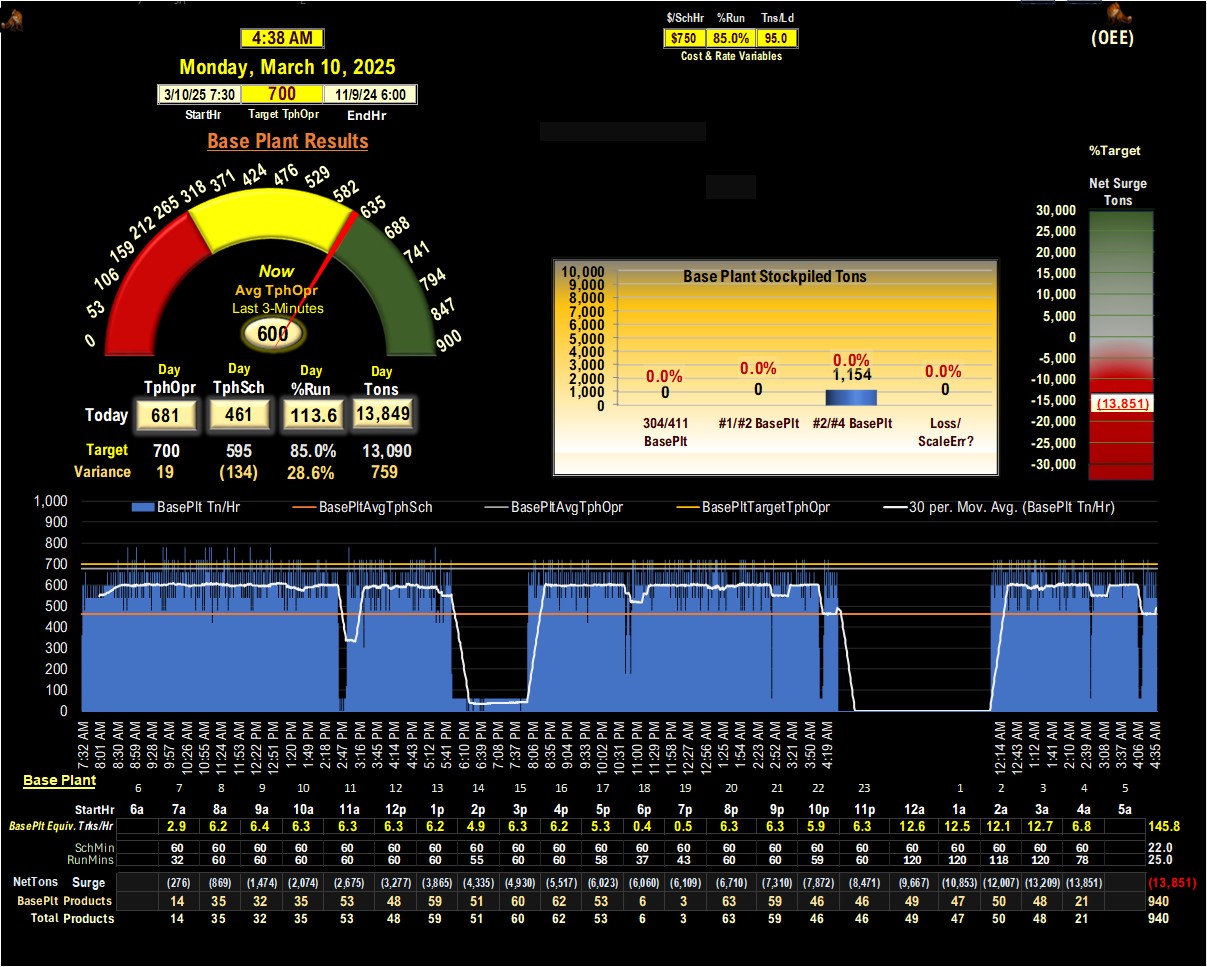 $/SchHr %Run Tns/Ld
4:38 AM
$750 85.0% 95.0
(OEE)
Cost & Rate Variables
Monday, March 10, 2025
3/10/25 7:30 700 11/9/24 6:00
StartHr Target TphOpr EndHr
Base Plant Results
%Target
Net Surge
Tons
0 53 106 159 212 265 318 371 424 476 529 582 635 688 741 794 847 900
Now
Avg TphOpr
Last 3-Minutes
600
Base Plant Stockpiled Tons
10,000
9,000
8,000
7,000
6,000
5,000
4,000
3,000
2,000
1,000
0
0.0% 0.0% 0.0% 0.0%
0 0 1,154 0
304/411 #1/#2 BasePlt #2/#4 BasePlt Loss/
BasePlt ScaleErr?
30,000
25,000
20,000
15,000
10,000
5,000
0
-5,000
-10,000
-15,000
-20,000
-25,000
-30,000
(13,851)
Day Day Day Day
TphOpr TphSch %Run Tons
Today 681 461 113.6 13,849
Target 700 595 85.0% 13,090
Variance 19 (134) 28.6% 759
BasePlt Tn/Hr BasePltAvgTphSch BasePltAvgTphOpr BasePltTargetTphOpr 30 per. Mov. Avg. (BasePlt Tn/Hr)
1,000
900
800
700
600
500
400
300
200
100
0
7:32 AM 8:01 AM 8:30 AM 8:59 AM 9:28 AM 9:57 AM 10:26 AM 10:55 AM 11:24 AM 11:53 AM 12:22 PM 12:51 PM 1:20 PM 1:49 PM 2:18 PM 2:47 PM 3:16 PM 3:45 PM 4:14 PM 4:43 PM 5:12 PM 5:41 PM 6:10 PM 6:39 PM 7:08 PM 7:37 PM 8:06 PM 8:35 PM 9:04 PM 9:33 PM 10:02 PM 10:31 PM 11:00 PM 11:29 PM 11:58 PM 12:27 AM 12:56 AM 1:25 AM 1:54 AM 2:23 AM 2:52 AM 3:21 AM 3:50 AM 4:19 AM 12:14 AM 12:43 AM 1:12 AM 1:41 AM 2:10 AM 2:39 AM 3:08 AM 3:37 AM 4:06 AM 4:35 AM
Base Plant
6 7 8 9 10 11 12 13 14 15 16 17 18 19 20 21 22 23 1 2 3 4 5
StartHr 6a 7a 8a 9a 10a 11a 12p 1p 2p 3p 4p 5p 6p 7p 8p 9p 10p 11p 12a 1a 2a 3a 4a 5a
BasePlt Equiv. Trks/Hr 2.9 6.2 6.4 6.3 6.3 6.3 6.2 4.9 6.3 6.2 5.3 0.4 0.5 6.3 6.3 5.9 6.3 12.6 12.5 12.1 12.7 6.8 145.8
SchMin 60 60 60 60 60 60 60 60 60 60 60 60 60 60 60 60 60 60 60 60 60 60 22.0
RunMins 32 60 60 60 60 60 60 55 60 60 58 37 43 60 60 59 60 120 120 118 120 78 25.0
NetTons Surge (276) (869) (1,474) (2,074) (2,675) (3,277) (3,865) (4,335) (4,930) (5,517) (6,023) (6,060) (6,109) (6,710) (7,310) (7,872) (8,471) (9,667) (10,853) (12,007) (13,209) (13,851) (13,851)
BasePlt Products 14 35 32 35 53 48 59 51 60 62 53 6 3 63 59 46 46 49 47 50 48 21 940
Total Products 14 35 32 35 53 48 59 51 60 62 53 6 3 63 59 46 46 49 47 50 48 21 940